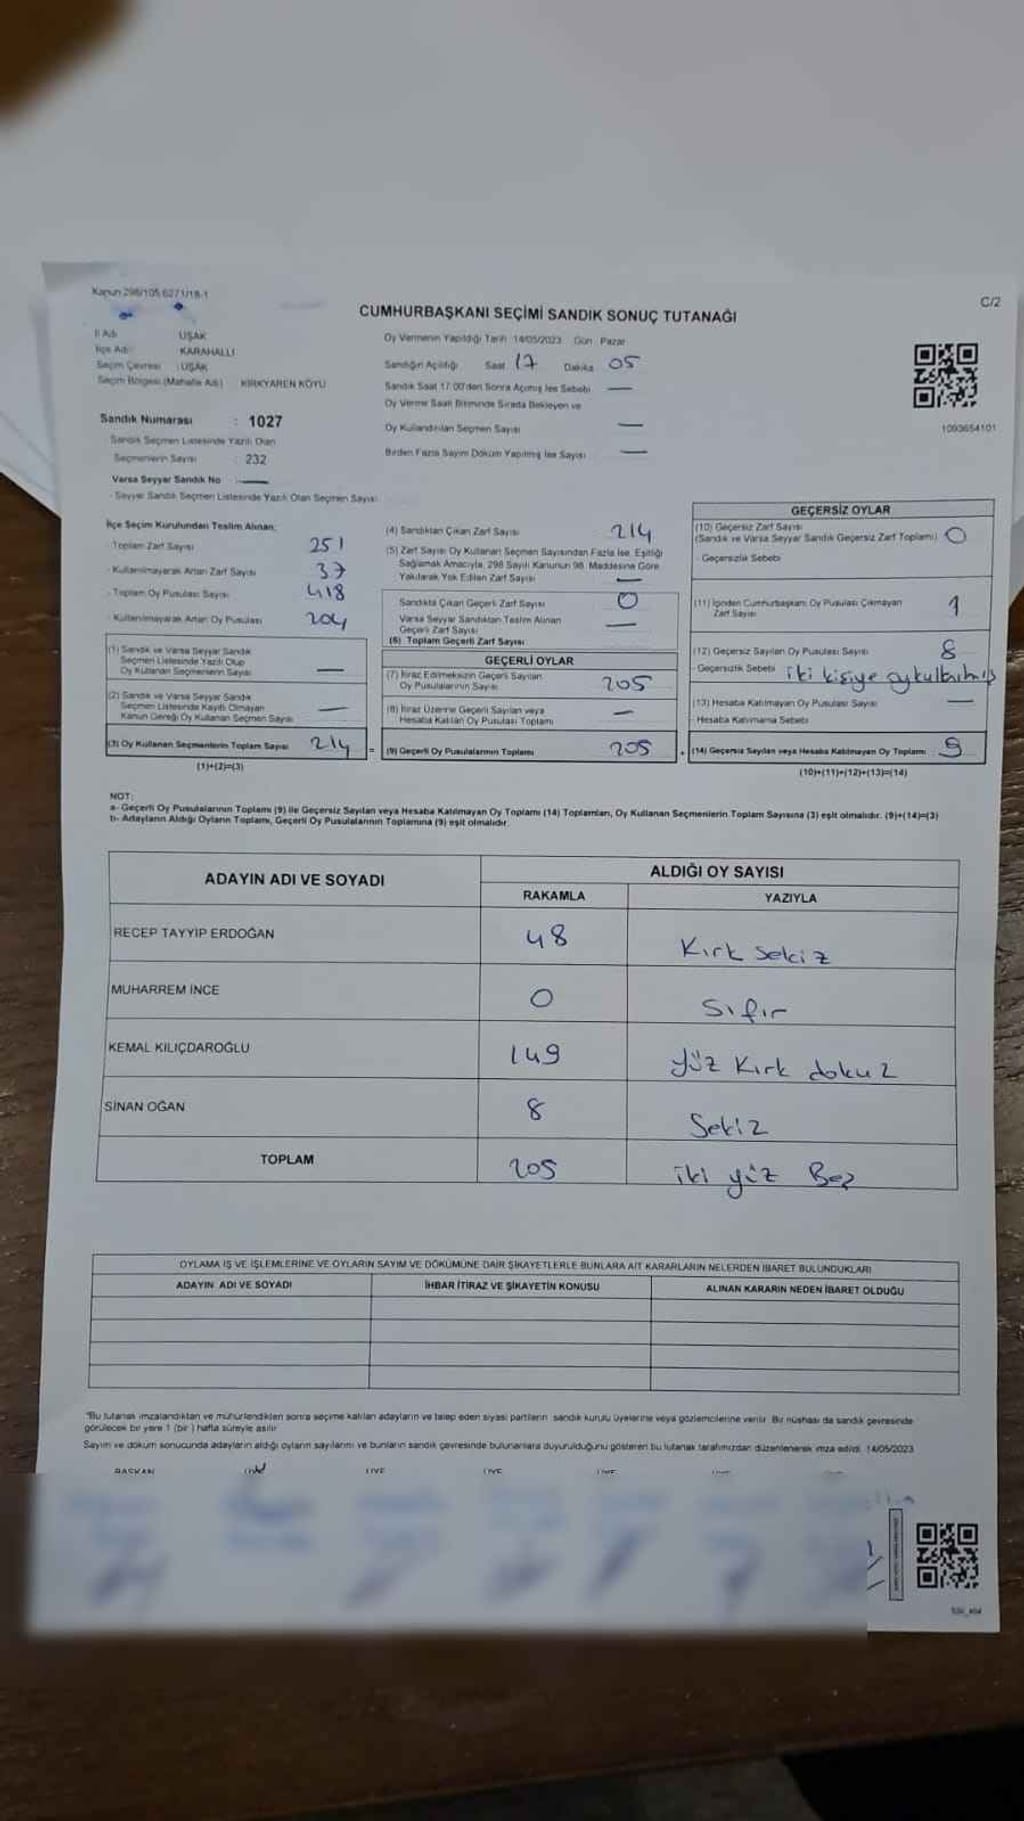 Kanun 298/105,6271/18-1
C/2
CUMHURBAŞKANI SEÇİMİ SANDIK SONUÇ TUTANAĞI
İl Adı UŞAK
İlçe Adı KARAHALLI
Seçim Çevresi : UŞAK
Seçim Bölgesi (Mahalle Adı) KIRKYAREN KÖYÜ
Sandık Numarası : 1027
Sandık Seçmen Listesinde Yazılı Olan
Seçmenlerin Sayısı : 232
Varsa Seyyar Sandık No —
- Seyyar Sandık Seçmen Listesinde Yazılı Olan Seçmen Sayısı
Oy Vermenin Yapıldığı Tarih 14/05/2023 Gün Pazar
Sandığın Açıldığı Saat 17 Dakika 05
Sandık Saat 17:00'den Sonra Açılmış İse Sebebi —
Oy Verme Saati Bitiminde Sırada Bekleyen ve
Oy Kullandırılan Seçmen Sayısı —
Birden Fazla Sayım Döküm Yapılmış İse Sayısı —
1093654101
İlçe Seçim Kurulundan Teslim Alınan;
- Toplam Zarf Sayısı 251
- Kullanılmayarak Artan Zarf Sayısı 37
- Toplam Oy Pusulası Sayısı 418
- Kullanılmayarak Artan Oy Pusulası 204
(1) Sandık ve Varsa Seyyar Sandık
Seçmen Listesinde Yazılı Olup
Oy Kullanan Seçmenlerin Sayısı —
(2) Sandık ve Varsa Seyyar Sandık
Seçmen Listesinde Kayıtlı Olmayan
Kanun Gereği Oy Kullanan Seçmen Sayısı —
(3) Oy Kullanan Seçmenlerin Toplam Sayısı 214 =
(1)+(2)=(3)
(4) Sandıktan Çıkan Zarf Sayısı 214
(5) Zarf Sayısı Oy Kullanan Seçmen Sayısından Fazla İse, Eşitliği
Sağlamak Amacıyla, 298 Sayılı Kanunun 98. Maddesine Göre
Yakılarak Yok Edilen Zarf Sayısı —
Sandıkta Çıkan Geçerli Zarf Sayısı 0
Varsa Seyyar Sandıktan Teslim Alınan
Geçerli Zarf Sayısı —
(6) Toplam Geçerli Zarf Sayısı
GEÇERLİ OYLAR
(7) İtiraz Edilmeksizin Geçerli Sayılan
Oy Pusulalarının Sayısı 205
(8) İtiraz Üzerine Geçerli Sayılan veya
Hesaba Katılan Oy Pusulası Toplamı —
(9) Geçerli Oy Pusulalarının Toplamı 205 +
GEÇERSİZ OYLAR
(10) Geçersiz Zarf Sayısı
(Sandık ve Varsa Seyyar Sandık Geçersiz Zarf Toplamı) 0
- Geçersizlik Sebebi
(11) İçinden Cumhurbaşkanı Oy Pusulası Çıkmayan
Zarf Sayısı 1
(12) Geçersiz Sayılan Oy Pusulası Sayısı 8
- Geçersizlik Sebebi iki kişiye oy kullnılmış
(13) Hesaba Katılmayan Oy Pusulası Sayısı —
Hesaba Katılmama Sebebi
(14) Geçersiz Sayılan veya Hesaba Katılmayan Oy Toplamı 9
(10)+(11)+(12)+(13)=(14)
NOT:
a- Geçerli Oy Pusulalarının Toplamı (9) ile Geçersiz Sayılan veya Hesaba Katılmayan Oy Toplamı (14) Toplamları, Oy Kullanan Seçmenlerin Toplam Sayısına (3) eşit olmalıdır. (9)+(14)=(3)
b- Adayların Aldığı Oyların Toplamı, Geçerli Oy Pusulalarının Toplamına (9) eşit olmalıdır.
ADAYIN ADI VE SOYADI
ALDIĞI OY SAYISI
RAKAMLA YAZIYLA
RECEP TAYYİP ERDOĞAN 48 Kırk sekiz
MUHARREM İNCE 0 Sıfır
KEMAL KILIÇDAROĞLU 149 Yüz Kırk dokuz
SİNAN OĞAN 8 Sekiz
TOPLAM 205 iki yüz Beş
OYLAMA İŞ VE İŞLEMLERİNE VE OYLARIN SAYIM VE DÖKÜMÜNE DAİR ŞİKAYETLERLE BUNLARA AİT KARARLARIN NELERDEN İBARET BULUNDUKLARI
ADAYIN ADI VE SOYADI İHBAR İTİRAZ VE ŞİKAYETİN KONUSU ALINAN KARARIN NEDEN İBARET OLDUĞU
"Bu tutanak imzalandıktan ve mühürlendikten sonra seçime katılan adayların ve talep eden siyasi partilerin sandık kurulu üyelerine veya gözlemcilerine verilir. Bir nüshası da sandık çevresinde
görülecek bir yere 1 (bir ) hafta süreyle asılır
Sayım ve döküm sonucunda adayların aldığı oyların sayılarını ve bunların sandık çevresinde bulunanlara duyurulduğunu gösteren bu tutanak tarafımızdan düzenlenerek imza edildi. 14/05/2023
BAŞKAN ÜYE ÜYE ÜYE